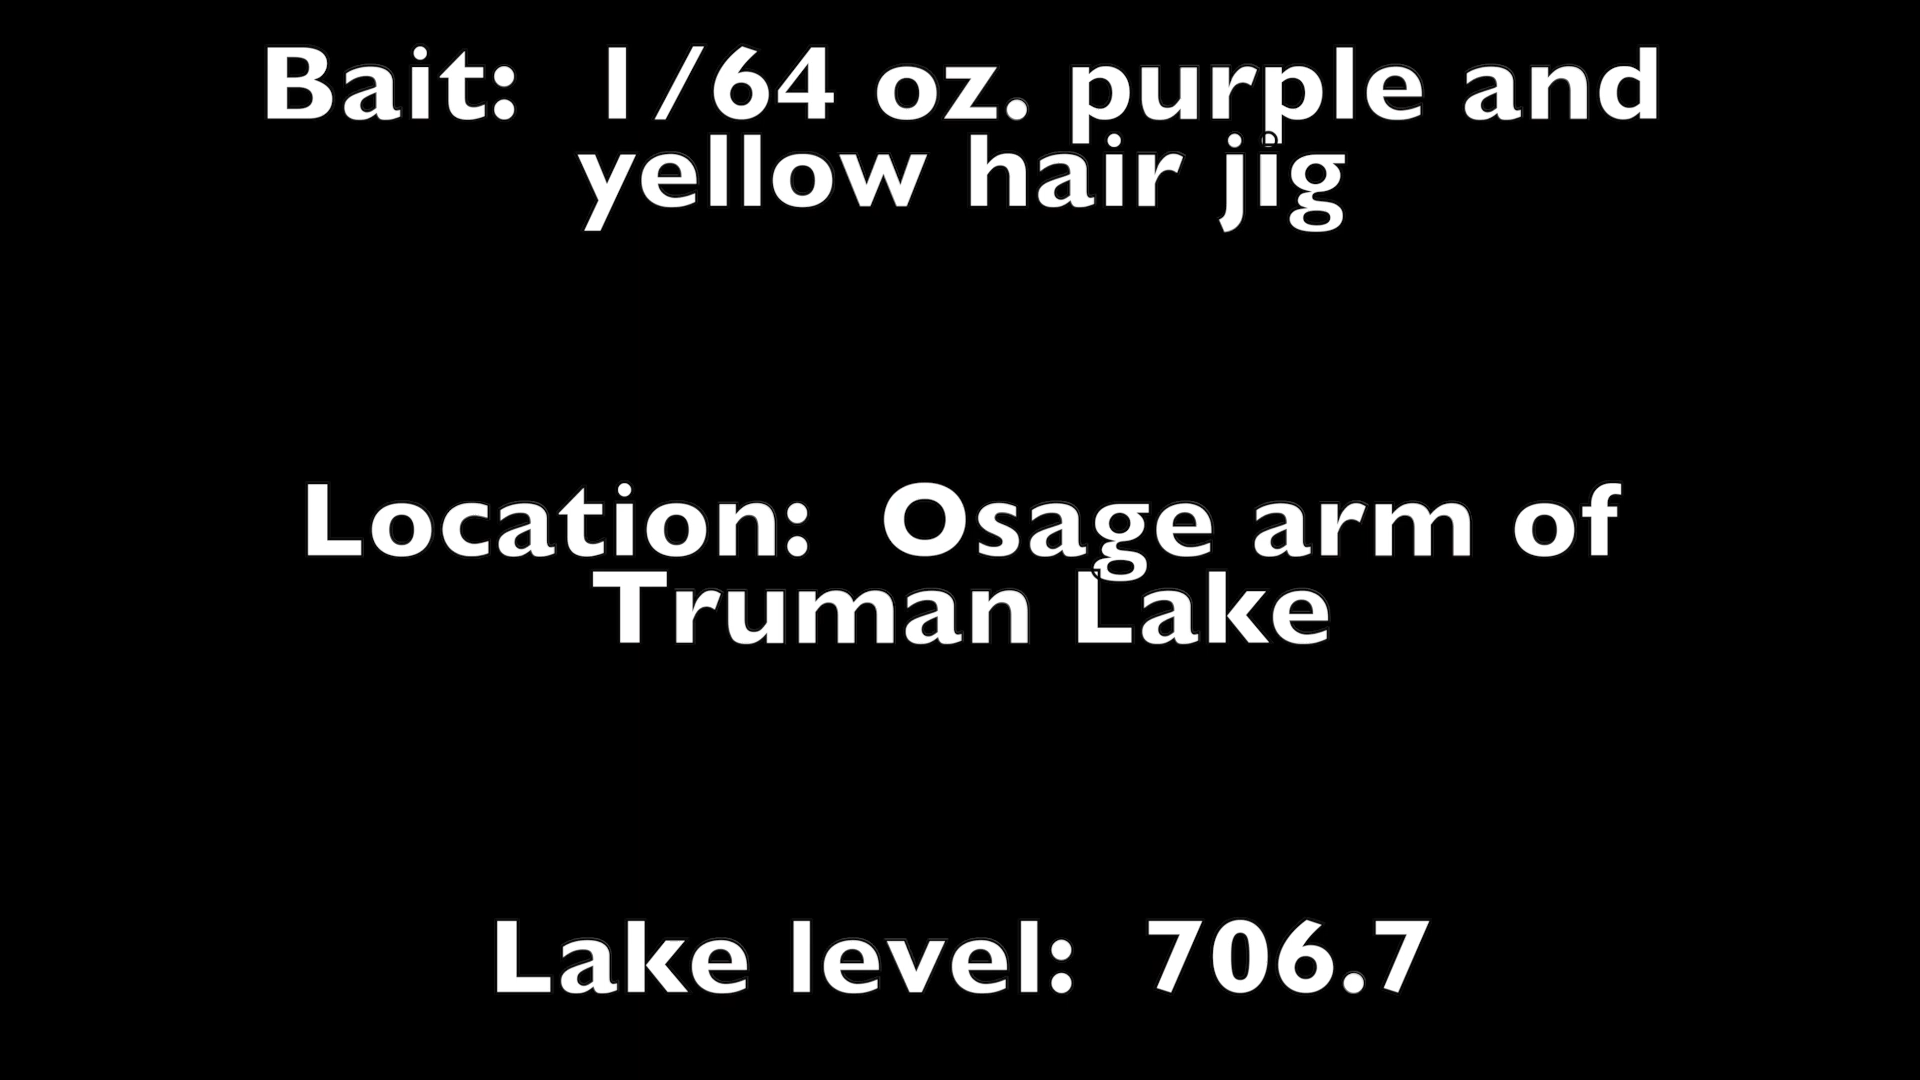 Bait:  1/64 oz. purple and
yellow hair jig
Location:  Osage arm of
Truman Lake
Lake level:  706.7